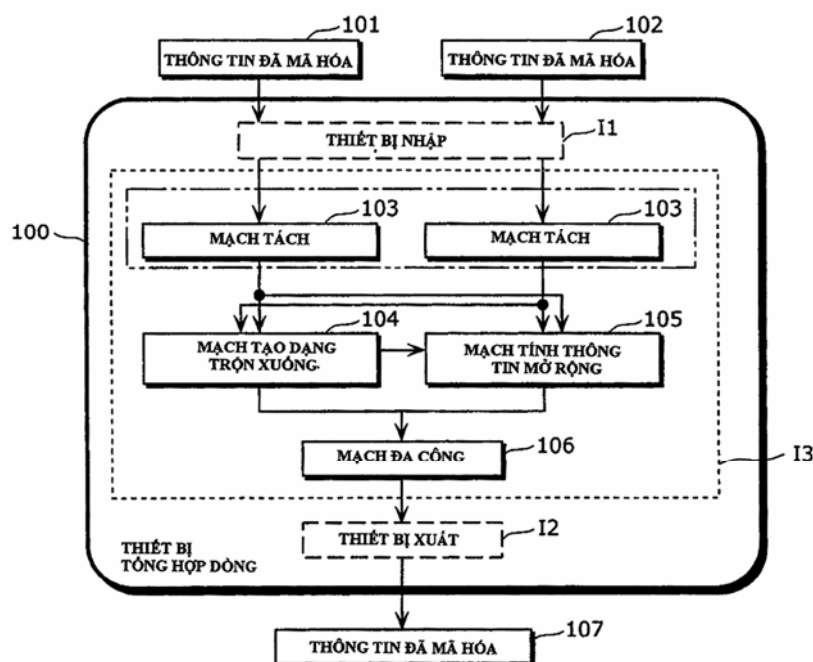 101
102
THÔNG TIN ĐÃ MÃ HÓA
THÔNG TIN ĐÃ MÃ HÓA
THIẾT BỊ NHẬP
I1
103
103
100
MẠCH TÁCH
MẠCH TÁCH
104
105
MẠCH TẠO DẠNG
TRỘN XUỐNG
MẠCH TÍNH THÔNG
TIN MỞ RỘNG
106
MẠCH ĐA CÔNG
I3
I2
THIẾT BỊ XUẤT
THIẾT BỊ
TỔNG HỢP DÒNG
107
THÔNG TIN ĐÃ MÃ HÓA